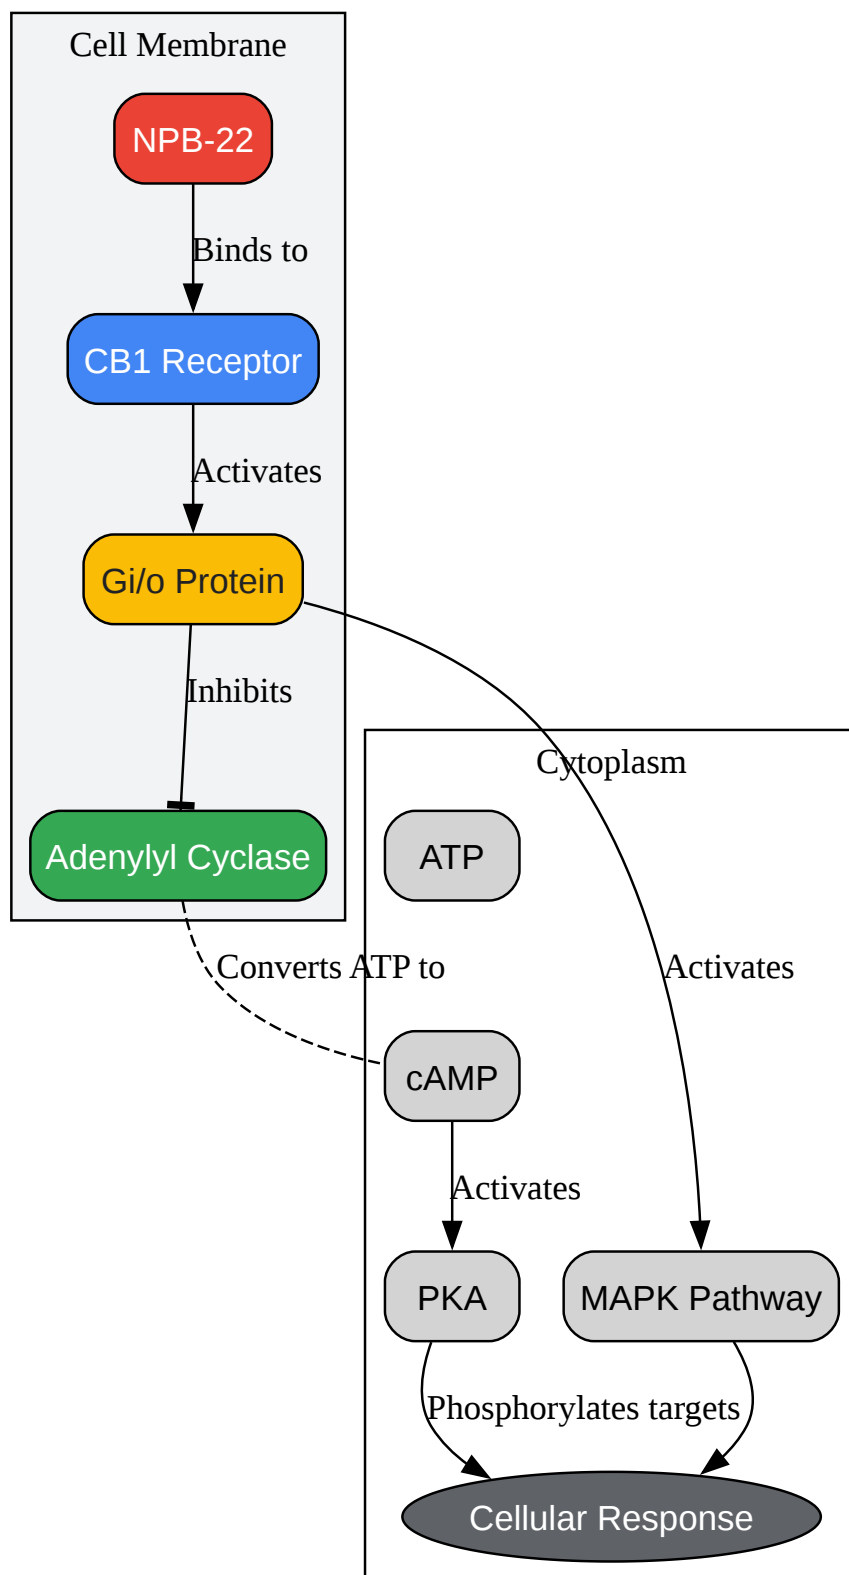 Cell Membrane
NPB-22
Binds to
CB1 Receptor
Activates
Gi/o Protein
Inhibits
Cytoplasm
Adenylyl Cyclase
ATP
Converts ATP to
Activates
cAMP
Activates
PKA
MAPK Pathway
Phosphorylates targets
Cellular Response